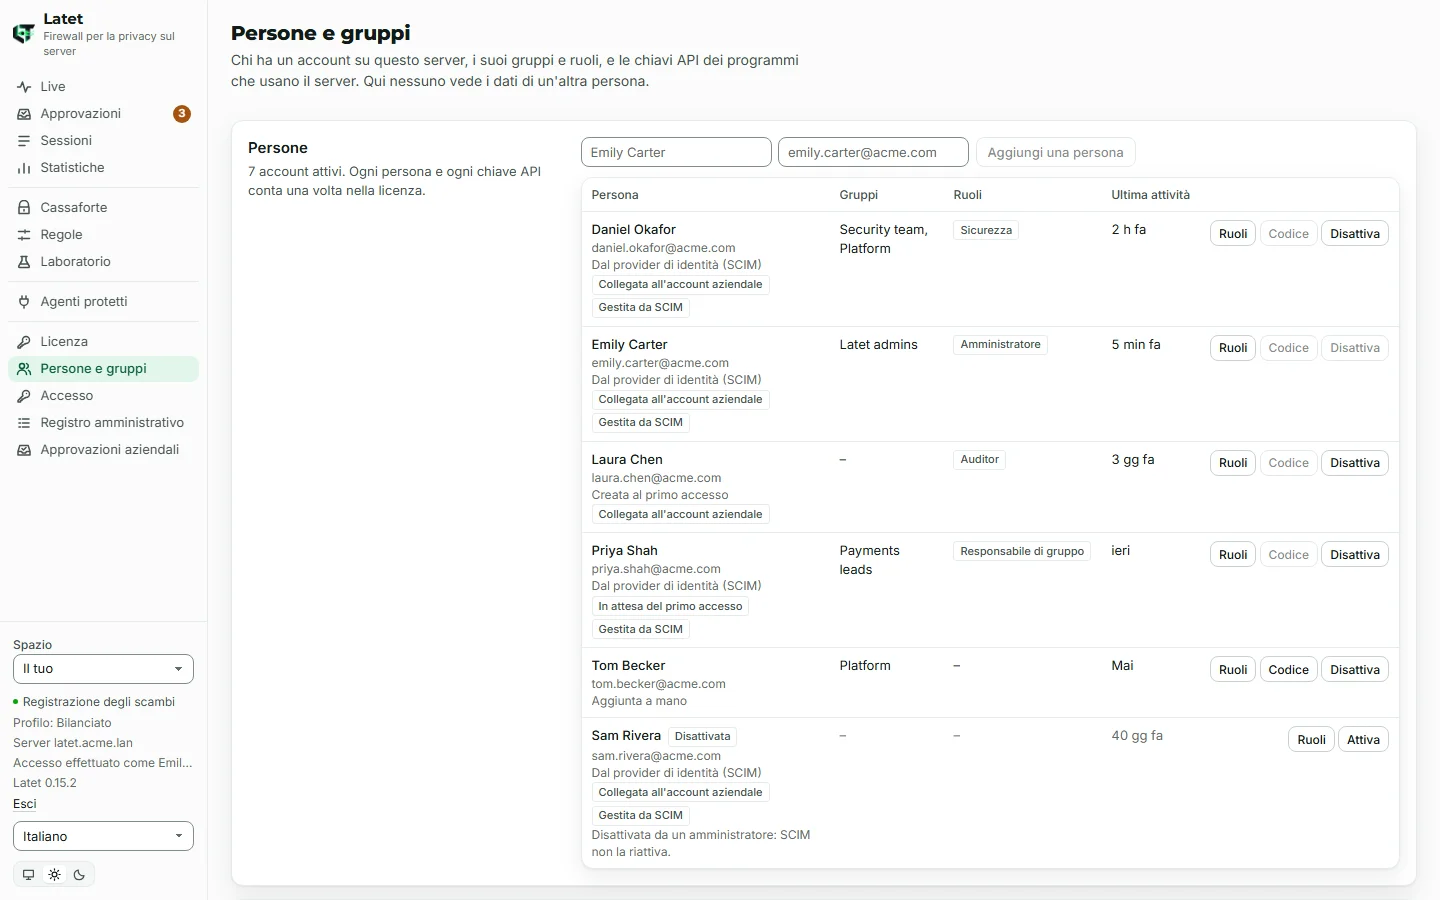 Latet
Firewall per la privacy sul
server
Live
Approvazioni 3
Sessioni
Statistiche
Cassaforte
Regole
Laboratorio
Agenti protetti
Licenza
Persone e gruppi
Accesso
Registro amministrativo
Approvazioni aziendali
Spazio
Il tuo
Registrazione degli scambi
Profilo: Bilanciato
Server latet.acme.lan
Accesso effettuato come Emil...
Latet 0.15.2
Esci
Italiano
Persone e gruppi
Chi ha un account su questo server, i suoi gruppi e ruoli, e le chiavi API dei programmi
che usano il server. Qui nessuno vede i dati di un'altra persona.
Persone
7 account attivi. Ogni persona e ogni chiave API
conta una volta nella licenza.
Emily Carter emily.carter@acme.com Aggiungi una persona
Persona Gruppi Ruoli Ultima attività
Daniel Okafor Security team, Sicurezza 2 h fa Ruoli Codice Disattiva
daniel.okafor@acme.com Platform
Dal provider di identità (SCIM)
Collegata all'account aziendale
Gestita da SCIM
Emily Carter Latet admins Amministratore 5 min fa Ruoli Codice Disattiva
emily.carter@acme.com
Dal provider di identità (SCIM)
Collegata all'account aziendale
Gestita da SCIM
Laura Chen – Auditor 3 gg fa Ruoli Codice Disattiva
laura.chen@acme.com
Creata al primo accesso
Collegata all'account aziendale
Priya Shah Payments Responsabile di gruppo ieri Ruoli Codice Disattiva
priya.shah@acme.com leads
Dal provider di identità (SCIM)
In attesa del primo accesso
Gestita da SCIM
Tom Becker Platform – Mai Ruoli Codice Disattiva
tom.becker@acme.com
Aggiunta a mano
Sam Rivera Disattivata – – 40 gg fa Ruoli Attiva
sam.rivera@acme.com
Dal provider di identità (SCIM)
Collegata all'account aziendale
Gestita da SCIM
Disattivata da un amministratore: SCIM
non la riattiva.